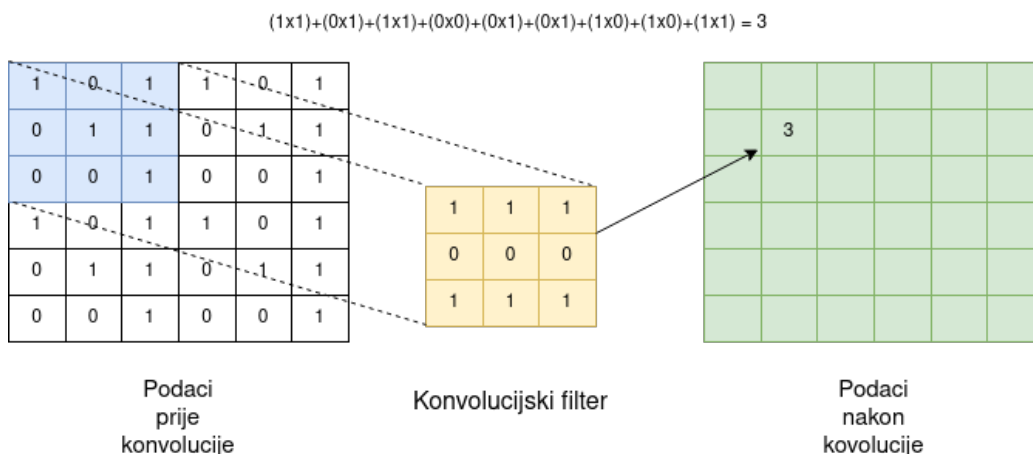 (1x1)+(0x1)+(1x1)+(0x0)+(0x1)+(0x1)+(1x0)+(1x0)+(1x1) = 3
1 0 1 1 0 1
0 1 1 0 1 1
0 0 1 0 0 1
1 0 1 1 0 1
0 1 1 0 1 1
0 0 1 0 0 1
1 1 1
0 0 0
1 1 1
3
Podaci
prije
konvolucije
Konvolucijski filter
Podaci
nakon
kovolucije